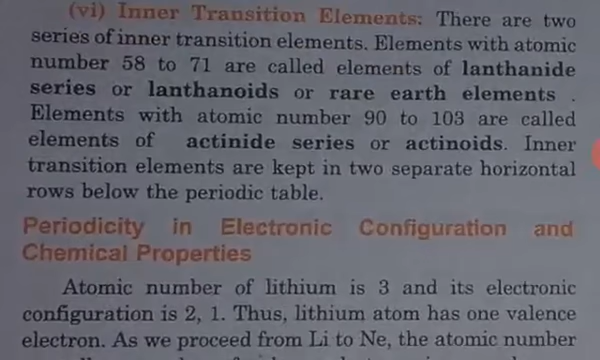 (vi) Inner Transition Elements: There are two
series of inner transition elements. Elements with atomic
number 58 to 71 are called elements of lanthanide
series or lanthanoids or rare earth elements .
Elements with atomic number 90 to 103 are called
elements of actinide series or actinoids. Inner
transition elements are kept in two separate horizontal
rows below the periodic table.
Periodicity in Electronic Configuration and
Chemical Properties
Atomic number of lithium is 3 and its electronic
configuration is 2, 1. Thus, lithium atom has one valence
electron. As we proceed from Li to Ne, the atomic number